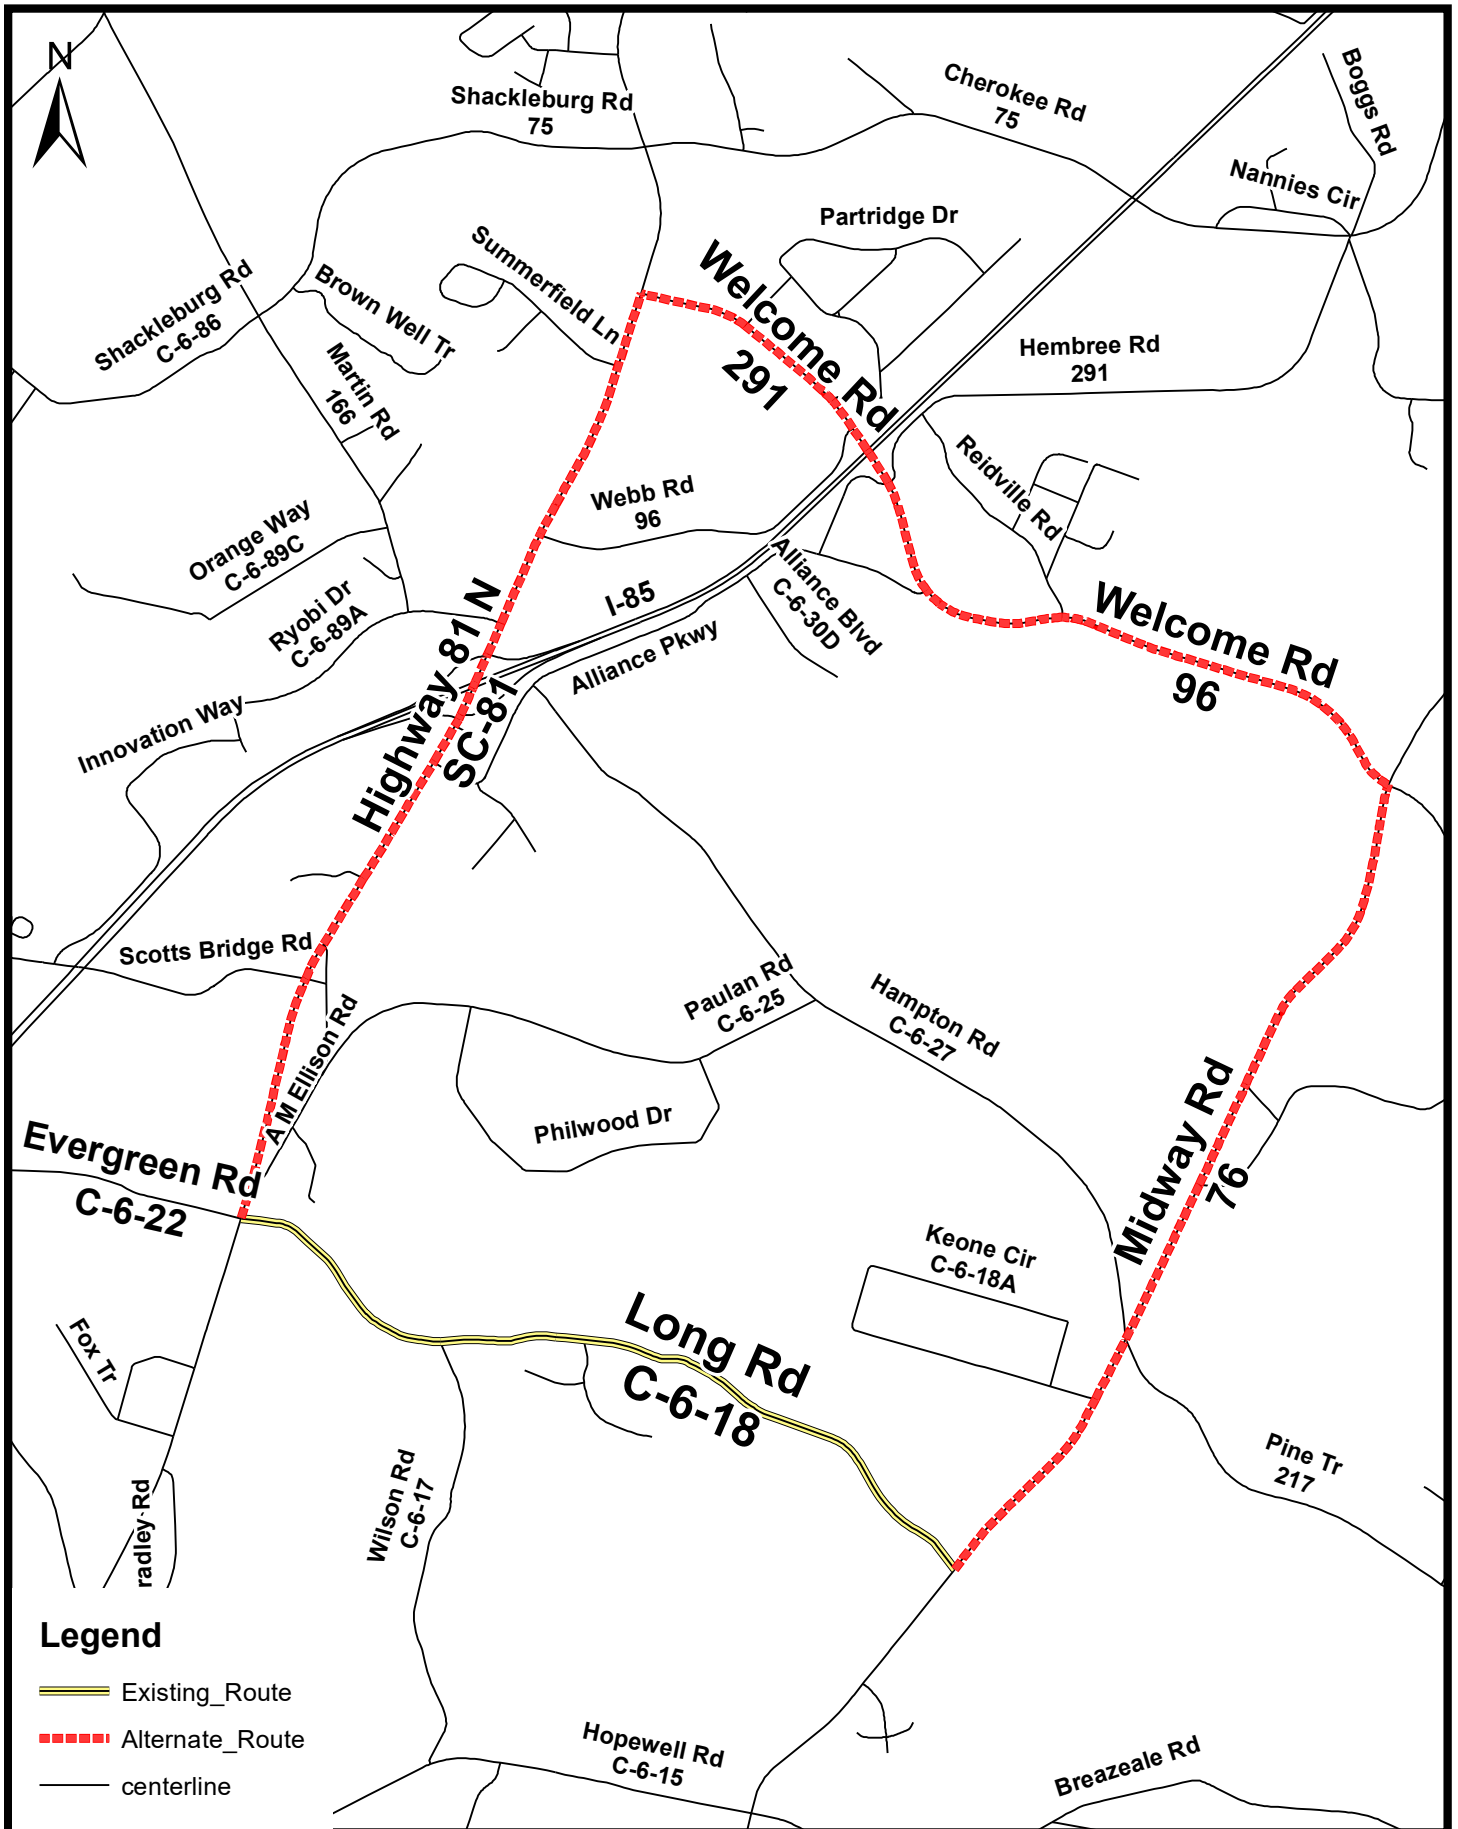 N
Shackleburg Rd
75
Cherokee Rd
75
Boggs Rd
Nannies Cir
Partridge Dr
Summerfield Ln
Welcome Rd
291
Shackleburg Rd
C-6-86
Brown Well Tr
Martin Rd
166
Hembree Rd
291
Reidville Rd
Webb Rd
96
Orange Way
C-6-89C
Ryobi Dr
C-6-89A
I-85
Alliance Pkwy
Alliance Blvd
C-6-30D
Welcome Rd
96
Highway 81 N
SC-81
Innovation Way
Scotts Bridge Rd
A M Ellison Rd
Paulan Rd
C-6-25
Hampton Rd
C-6-27
Philwood Dr
Midway Rd
76
Evergreen Rd
C-6-22
Keone Cir
C-6-18A
Long Rd
C-6-18
Fox Tr
Wilson Rd
C-6-17
Pine Tr
217
radley Rd
Hopewell Rd
C-6-15
Breazeale Rd
Legend
Existing_Route
Alternate_Route
centerline